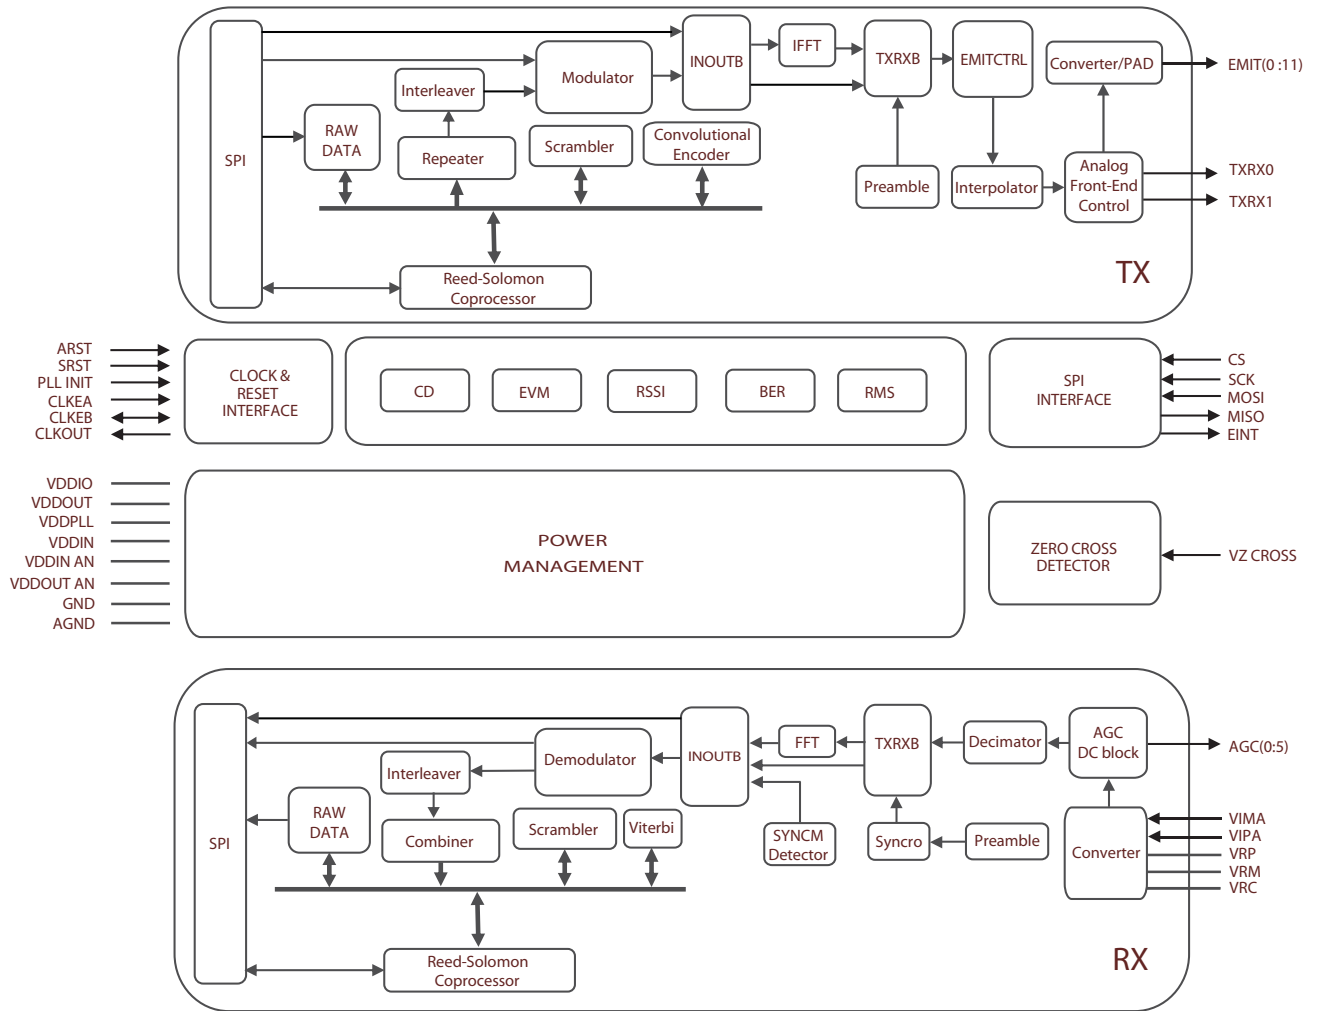 SPI
RAW
DATA
Interleaver
Repeater
Modulator
Scrambler
Convolutional
Encoder
INOUTB
IFFT
TXRXB
EMITCTRL
Converter/PAD
EMIT(0 :11)
Preamble
Interpolator
Analog
Front-End
Control
TXRX0
TXRX1
Reed-Solomon
Coprocessor
TX
ARST
SRST
PLL INIT
CLKEA
CLKEB
CLKOUT
CLOCK &
RESET
INTERFACE
CD
EVM
RSSI
BER
RMS
SPI
INTERFACE
CS
SCK
MOSI
MISO
EINT
VDDIO
VDDOUT
VDDPLL
VDDIN
VDDIN AN
VDDOUT AN
GND
AGND
POWER
MANAGEMENT
ZERO CROSS
DETECTOR
VZ CROSS
SPI
RAW
DATA
Interleaver
Combiner
Demodulator
Scrambler
Viterbi
INOUTB
FFT
SYNCM
Detector
TXRXB
Syncro
Decimator
Preamble
AGC
DC block
Converter
AGC(0:5)
VIMA
VIPA
VRP
VRM
VRC
Reed-Solomon
Coprocessor
RX